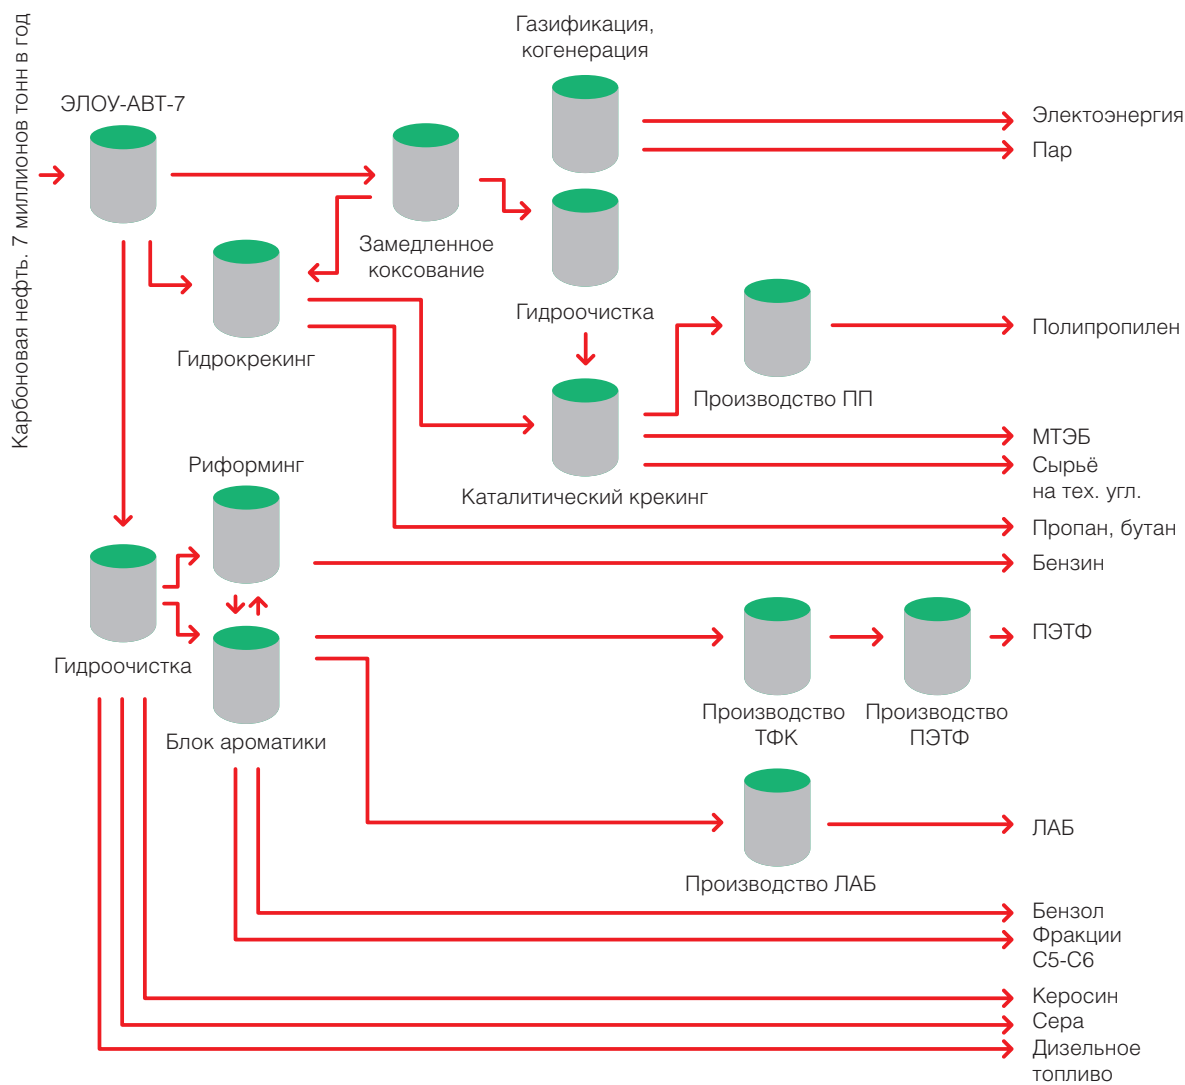 Карбоновая нефть. 7 миллионов тонн в год
Газификация,
когенерация
ЭЛОУ-АВТ-7
Электоэнергия
Пар
Замедленное
коксование
Гидроочистка
Полипропилен
Гидрокрекинг
Производство ПП
МТЭБ
Риформинг
Сырьё
на тех. угл.
Каталитический крекинг
Пропан, бутан
Бензин
ПЭТФ
Гидроочистка
Производство
ТФК
Производство
ПЭТФ
Блок ароматики
ЛАБ
Производство ЛАБ
Бензол
Фракции
С5-С6
Керосин
Сера
Дизельное
топливо